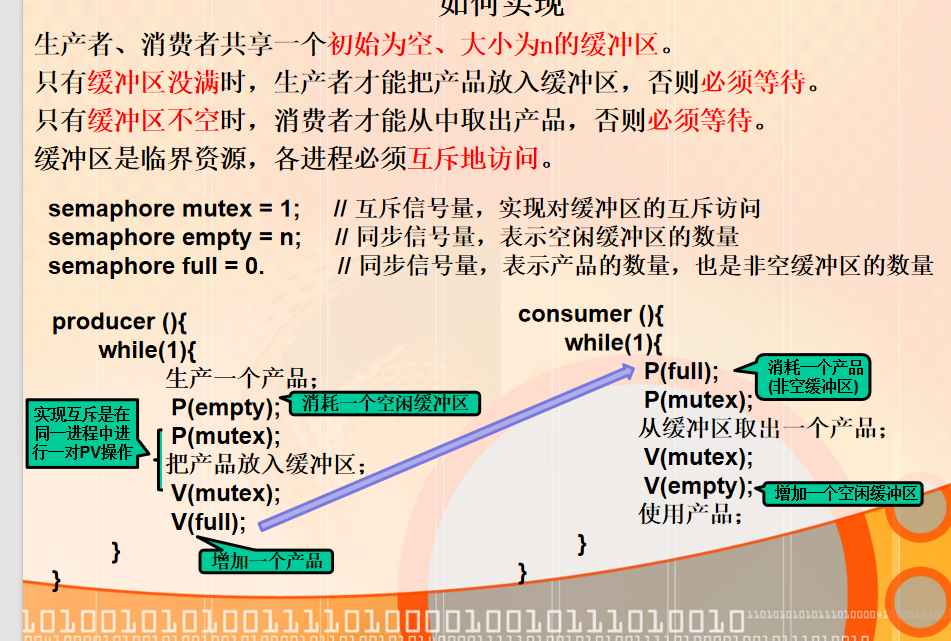 如何实现
生产者、消费者共享一个初始为空、大小为n的缓冲区。
只有缓冲区没满时，生产者才能把产品放入缓冲区，否则必须等待。
只有缓冲区不空时，消费者才能从中取出产品，否则必须等待。
缓冲区是临界资源，各进程必须互斥地访问。
semaphore mutex = 1; // 互斥信号量，实现对缓冲区的互斥访问
semaphore empty = n; // 同步信号量，表示空闲缓冲区的数量
semaphore full = 0. // 同步信号量，表示产品的数量，也是非空缓冲区的数量
producer (){
while(1){
生产一个产品；
P(empty);
消耗一个空闲缓冲区
P(mutex);
实现互斥是在
同一进程中进
行一对PV操作
把产品放入缓冲区；
V(mutex);
V(full);
增加一个产品
}
}
consumer (){
while(1){
P(full);
消耗一个产品
(非空缓冲区)
P(mutex);
从缓冲区取出一个产品；
V(mutex);
V(empty);
增加一个空闲缓冲区
使用产品；
}
}